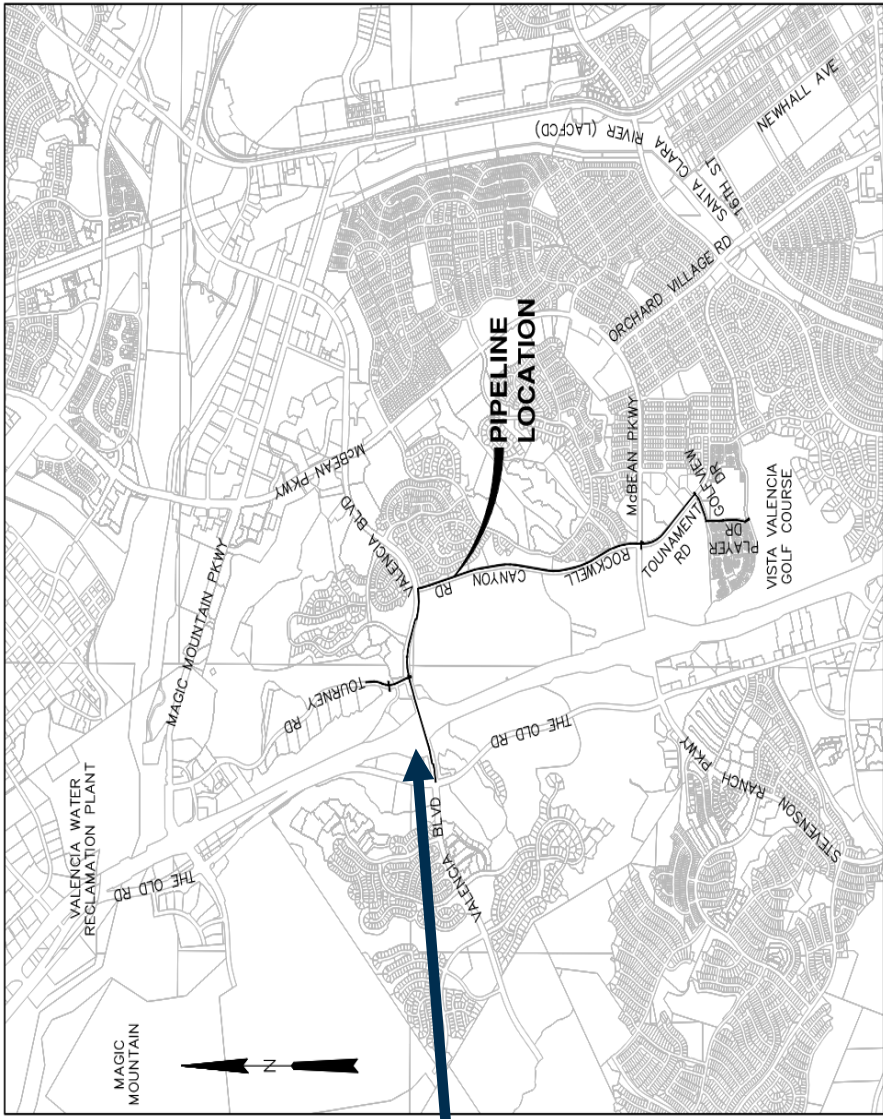 MAGIC
MOUNTAIN
N
VALENCIA WATER
RECLAMATION PLANT
THE OLD RD
MAGIC MOUNTAIN PKWY
TOURNEY
RD
McBEAN PKWY
VALENCIA BLVD
VALENCIA
BLVD
THE OLD RD
PIPELINE
LOCATION
ROCKWELL
CANYON
RD
SANTA CLARA RIVER (LACFCD)
16TH ST
NEWHALL AVE
ORCHARD VILLAGE RD
McBEAN PKWY
TOUNAMENT
RD
GOLFVIEW
DR
PLAYER
DR
VISTA VALENCIA
GOLF COURSE
STEVENSON RANCH PKWY